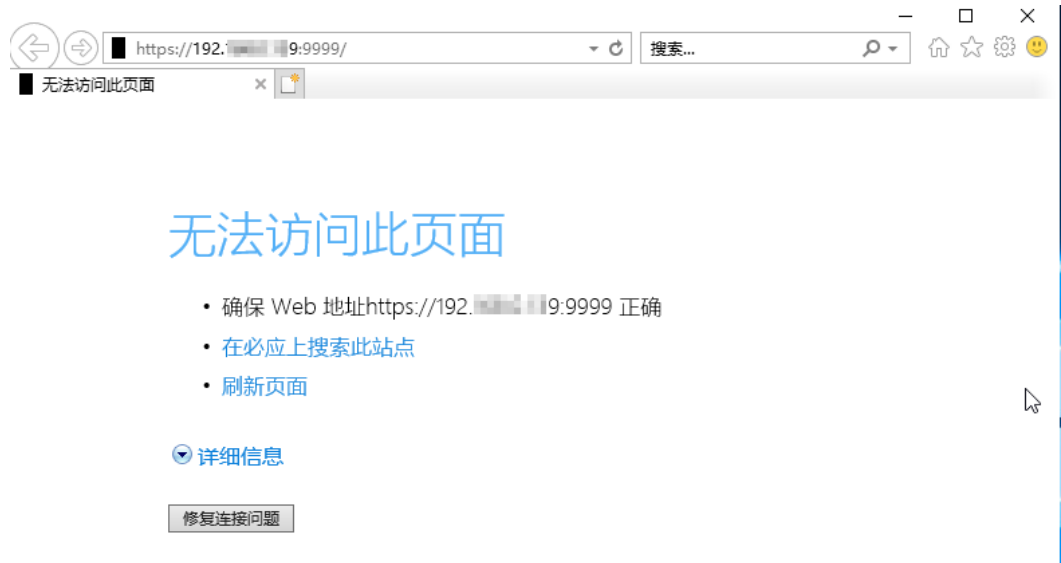 https://192. 9:9999/
搜索...
无法访问此页面
无法访问此页面
• 确保 Web 地址https://192. 9:9999 正确
• 在必应上搜索此站点
• 刷新页面
详细信息
修复连接问题